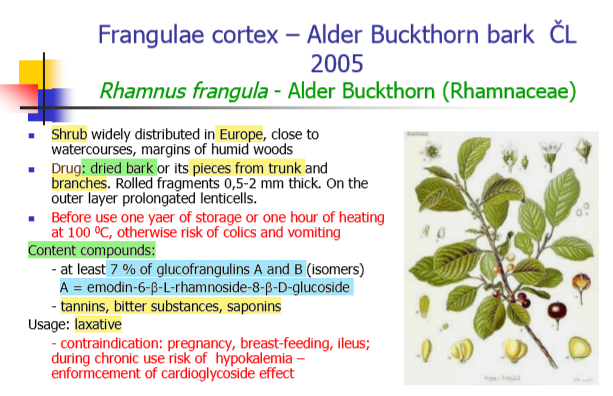 Frangulae cortex – Alder Buckthorn bark ČL
2005
Rhamnus frangula - Alder Buckthorn (Rhamnaceae)
Shrub widely distributed in Europe, close to
watercourses, margins of humid woods
Drug: dried bark or its pieces from trunk and
branches. Rolled fragments 0,5-2 mm thick. On the
outer layer prolongated lenticells.
Before use one yaer of storage or one hour of heating
at 100 ⁰C, otherwise risk of colics and vomiting
Content compounds:
- at least 7 % of glucofrangulins A and B (isomers)
A = emodin-6-β-L-rhamnoside-8-β-D-glucoside
- tannins, bitter substances, saponins
Usage: laxative
- contraindication: pregnancy, breast-feeding, ileus;
during chronic use risk of hypokalemia –
enformcement of cardioglycoside effect